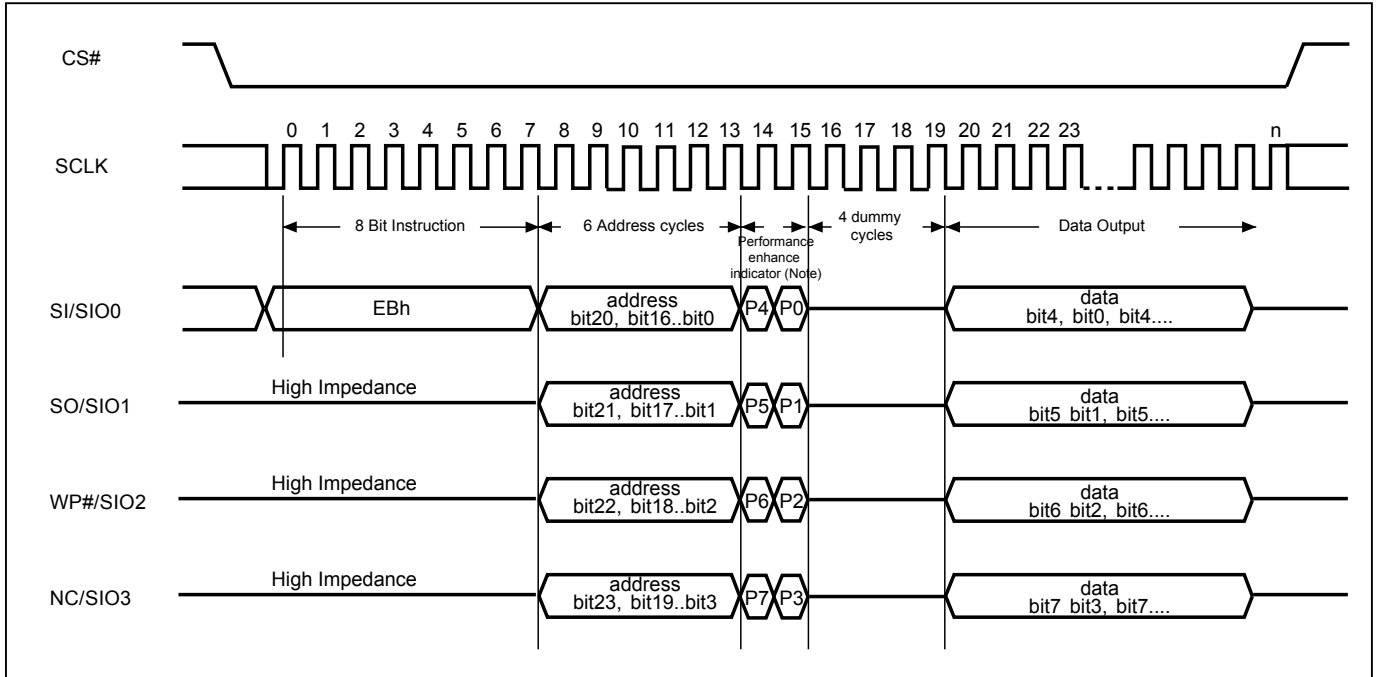 CS#
0 1 2 3 4 5 6 7 8 9 10 11 12 13 14 15 16 17 18 19 20 21 22 23 n
SCLK
8 Bit Instruction
6 Address cycles
Performance
enhance
indicator (Note)
4 dummy
cycles
Data Output
SI/SIO0
EBh
address
bit20, bit16..bit0
P4 P0
data
bit4, bit0, bit4....
SO/SIO1
High Impedance
address
bit21, bit17..bit1
P5 P1
data
bit5 bit1, bit5....
WP#/SIO2
High Impedance
address
bit22, bit18..bit2
P6 P2
data
bit6 bit2, bit6....
NC/SIO3
High Impedance
address
bit23, bit19..bit3
P7 P3
data
bit7 bit3, bit7....